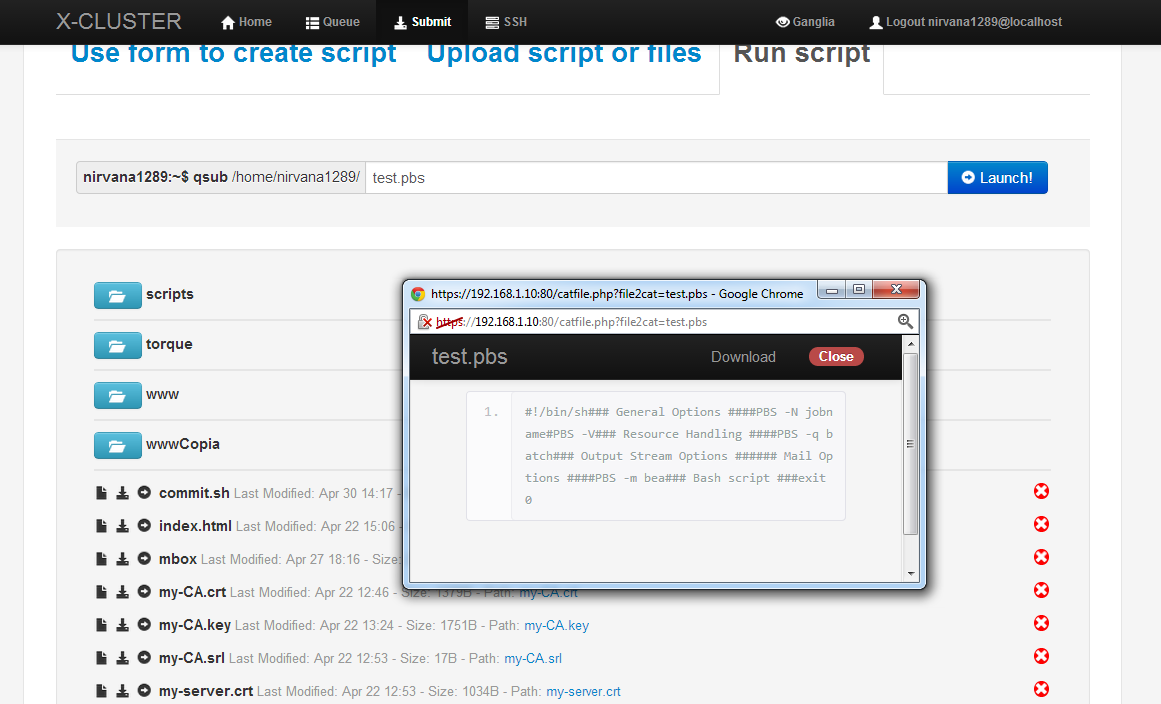 X-CLUSTER Home Queue Submit SSH Ganglia Logout nirvana1289@localhost
Use form to create script Upload script or files Run script
nirvana1289:~$ qsub /home/nirvana1289/ test.pbs Launch!
scripts
torque
www
wwwCopia
commit.sh Last Modified: Apr 30 14:17 -
index.html Last Modified: Apr 22 15:06 -
mbox Last Modified: Apr 27 18:16 - Size:
my-CA.crt Last Modified: Apr 22 12:46 - Size: 1379B - Path: my-CA.crt
my-CA.key Last Modified: Apr 22 13:24 - Size: 1751B - Path: my-CA.key
my-CA.srl Last Modified: Apr 22 12:53 - Size: 17B - Path: my-CA.srl
my-server.crt Last Modified: Apr 22 12:53 - Size: 1034B - Path: my-server.crt
https://192.168.1.10:80/catfile.php?file2cat=test.pbs - Google Chrome
https://192.168.1.10:80/catfile.php?file2cat=test.pbs
test.pbs Download Close
1. #!/bin/sh### General Options ####PBS -N jobn
ame#PBS -V### Resource Handling ####PBS -q b
atch### Output Stream Options ###### Mail Op
tions ####PBS -m bea### Bash script ###exit
0